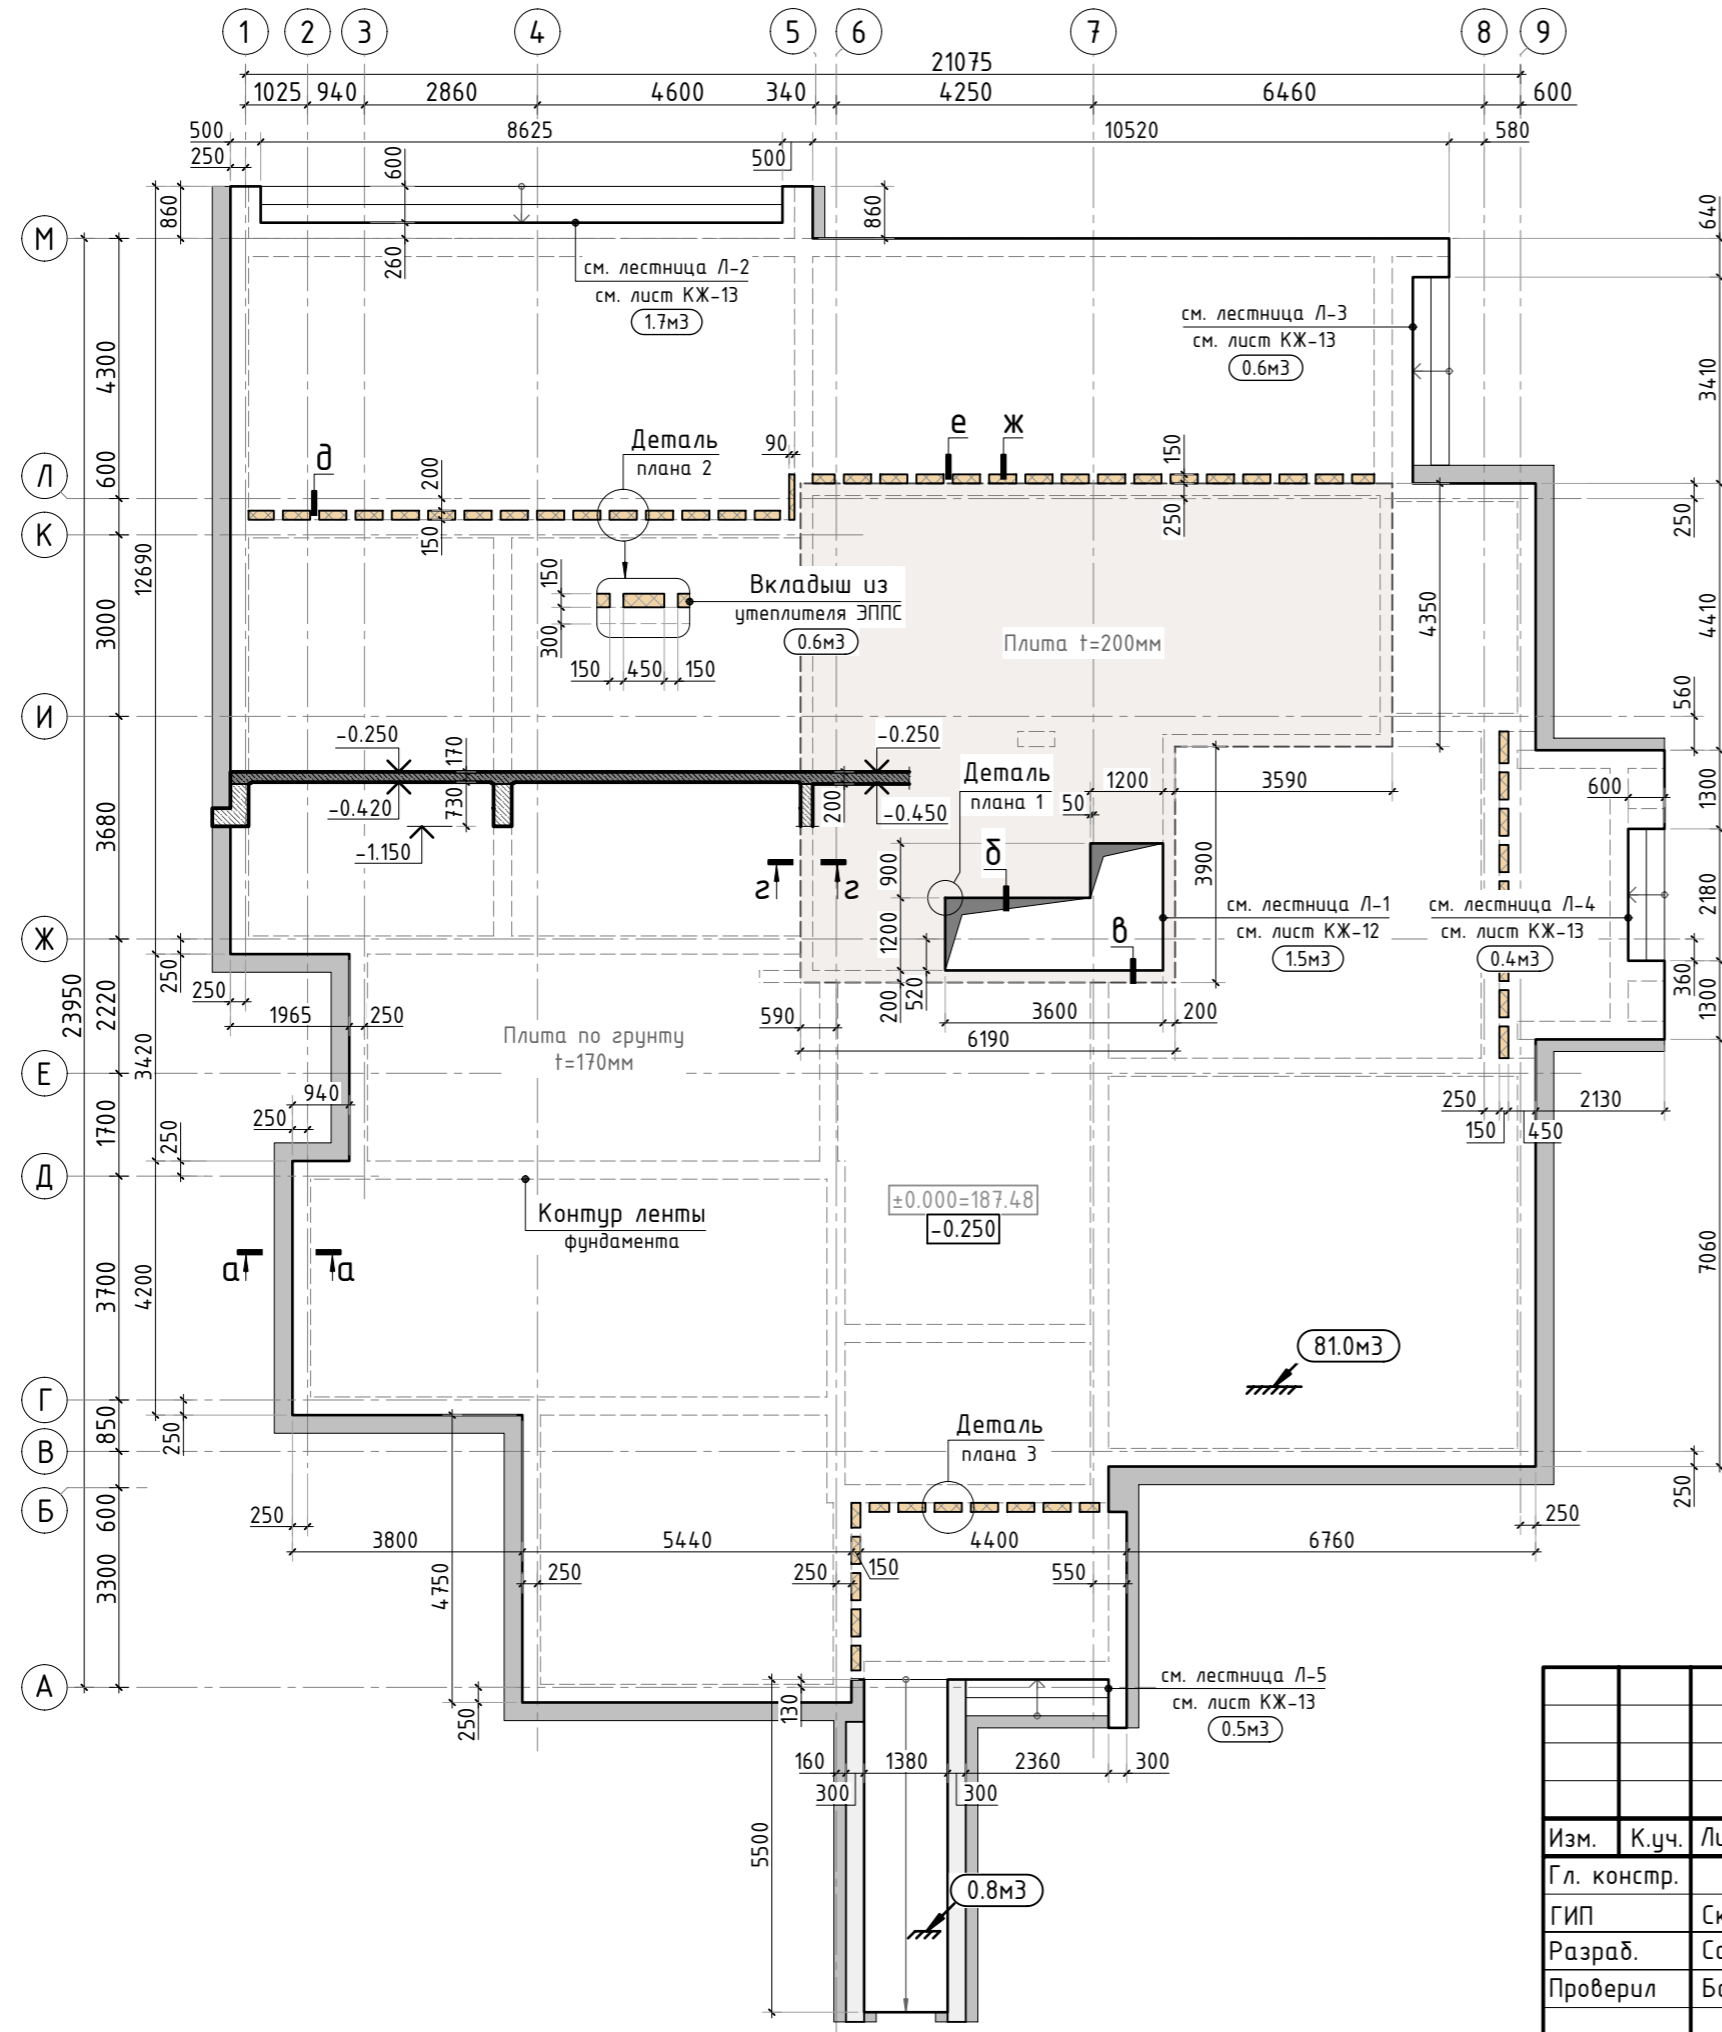 1 2 3 4 5 6 7 8 9
21075
1025 940 2860 4600 340 4250 6460 600
500 8625 10520 580
250 500
600
860
860
640
М
260
см. лестница Л-2
см. лист КЖ-13
1.7м3
см. лестница Л-3
см. лист КЖ-13
0.6м3
4300
3410
Деталь
плана 2
90
е ж
150
д
Л
600
200
150
250
250
К
12690
150
300
150 450 150
Вкладыш из
утеплителя ЭППС
0.6м3
3000
Плита t=200мм
4350
4410
560
И
-0.250
170
-0.420
730
-1.150
-0.250
200
-0.450
Деталь
плана 1
1200 3590
50
600
1300
3680
г г
900
б
3900
2180
1200
в
см. лестница Л-1
см. лист КЖ-12
1.5м3
см. лестница Л-4
см. лист КЖ-13
0.4м3
Ж
250
250
520
200
360
1300
23950
2220
1965 250
590
3600 200
6190
Плита по грунту
t=170мм
3420
Е
940
250
250
1700
250
150
450
2130
Д
±0.000=187.48
-0.250
Контур ленты
фундамента
а а
3700
4200
7060
81.0м3
Г
850
250
В
Деталь
плана 3
250
Б
600
250
250
3800 5440 4400 6760
150
250 250 550
3300
4750
А
250
130
см. лестница Л-5
см. лист КЖ-13
0.5м3
160 1380 2360 300
300 300
5500
0.8м3
Изм. К.уч.
Гл. констр.
ГИП
Разраб.
Проверил